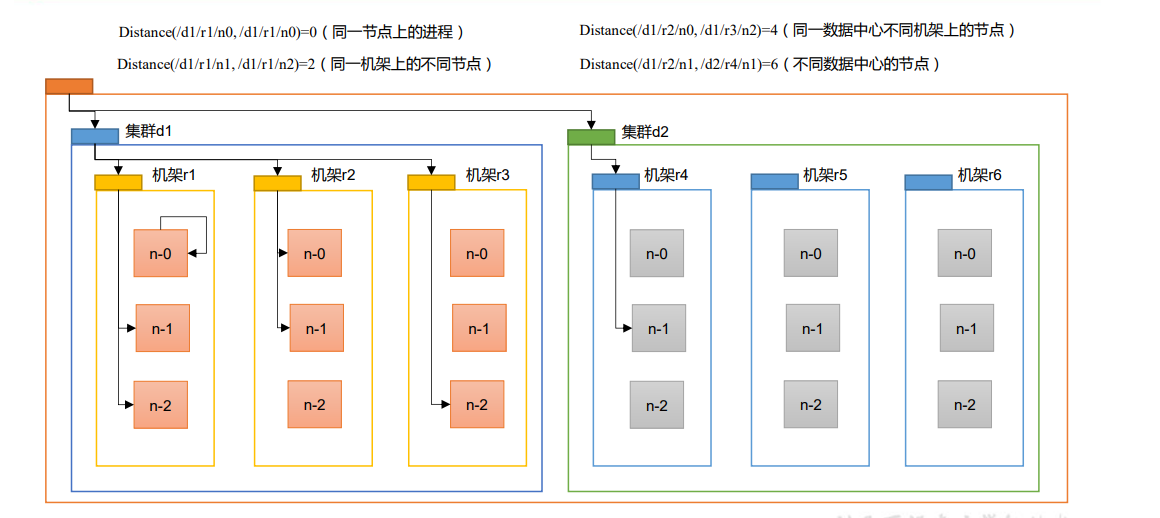 Distance(/d1/r1/n0, /d1/r1/n0)=0（同一节点上的进程）
Distance(/d1/r2/n0, /d1/r3/n2)=4（同一数据中心不同机架上的节点）
Distance(/d1/r1/n1, /d1/r1/n2)=2（同一机架上的不同节点）
Distance(/d1/r2/n1, /d2/r4/n1)=6（不同数据中心的节点）
集群d1
集群d2
机架r1
机架r2
机架r3
机架r4
机架r5
机架r6
n-0
n-0
n-0
n-0
n-0
n-0
n-1
n-1
n-1
n-1
n-1
n-1
n-2
n-2
n-2
n-2
n-2
n-2